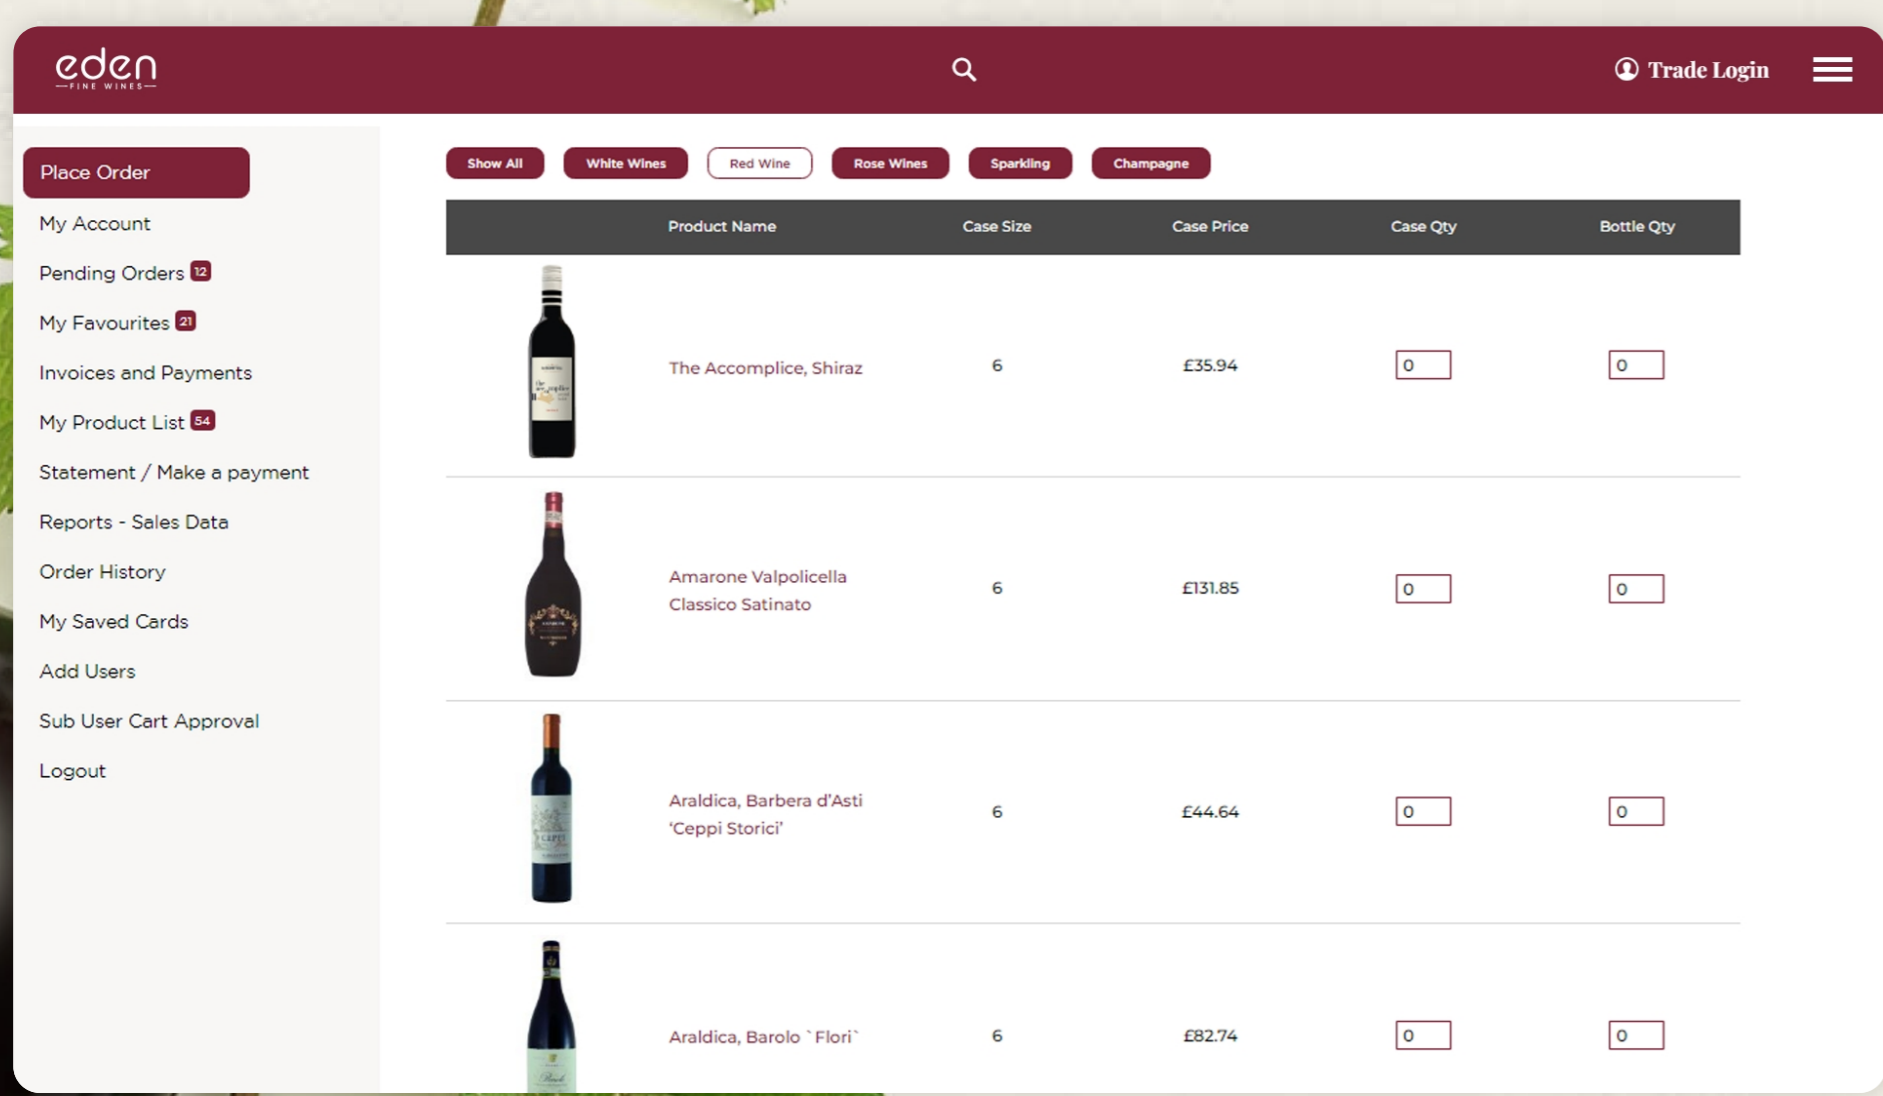 eden
FINE WINES
Trade Login
Place Order
My Account
Pending Orders 12
My Favourites 21
Invoices and Payments
My Product List 54
Statement / Make a payment
Reports - Sales Data
Order History
My Saved Cards
Add Users
Sub User Cart Approval
Logout
Show All White Wines Red Wine Rose Wines Sparkling Champagne
Product Name Case Size Case Price Case Qty Bottle Qty
The Accomplice, Shiraz 6 £35.94 0 0
Amarone Valpolicella
Classico Satinato
6 £131.85 0 0
Araldica, Barbera d’Asti
‘Ceppi Storici’
6 £44.64 0 0
Araldica, Barolo `Flori` 6 £82.74 0 0